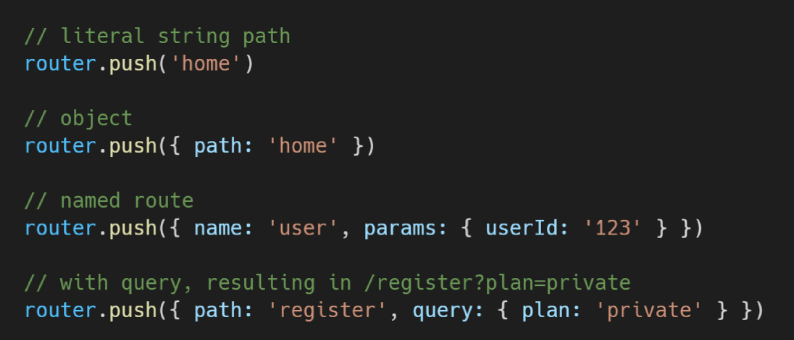 // literal string path
router.push('home')
// object
router.push({ path: 'home' })
// named route
router.push({ name: 'user', params: { userId: '123' } })
// with query, resulting in /register?plan=private
router.push({ path: 'register', query: { plan: 'private' } })